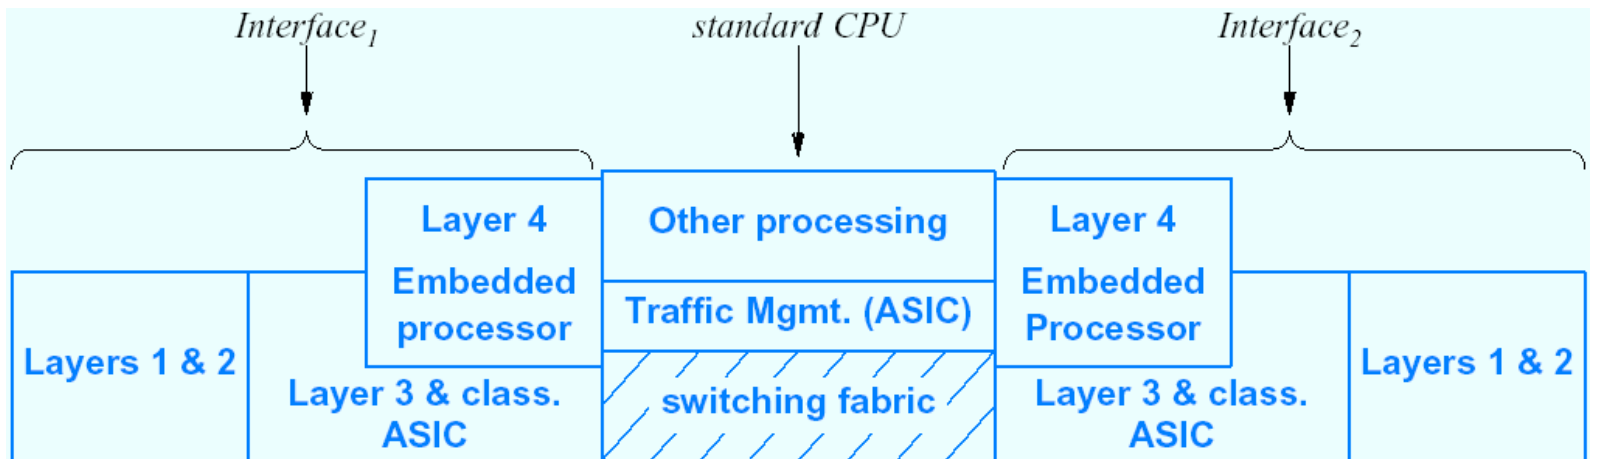 Interface1
standard CPU
Interface2
Layer 4
Embedded
processor
Other processing
Layer 4
Embedded
Processor
Traffic Mgmt. (ASIC)
Layers 1 & 2
Layer 3 & class.
ASIC
switching fabric
Layer 3 & class.
ASIC
Layers 1 & 2